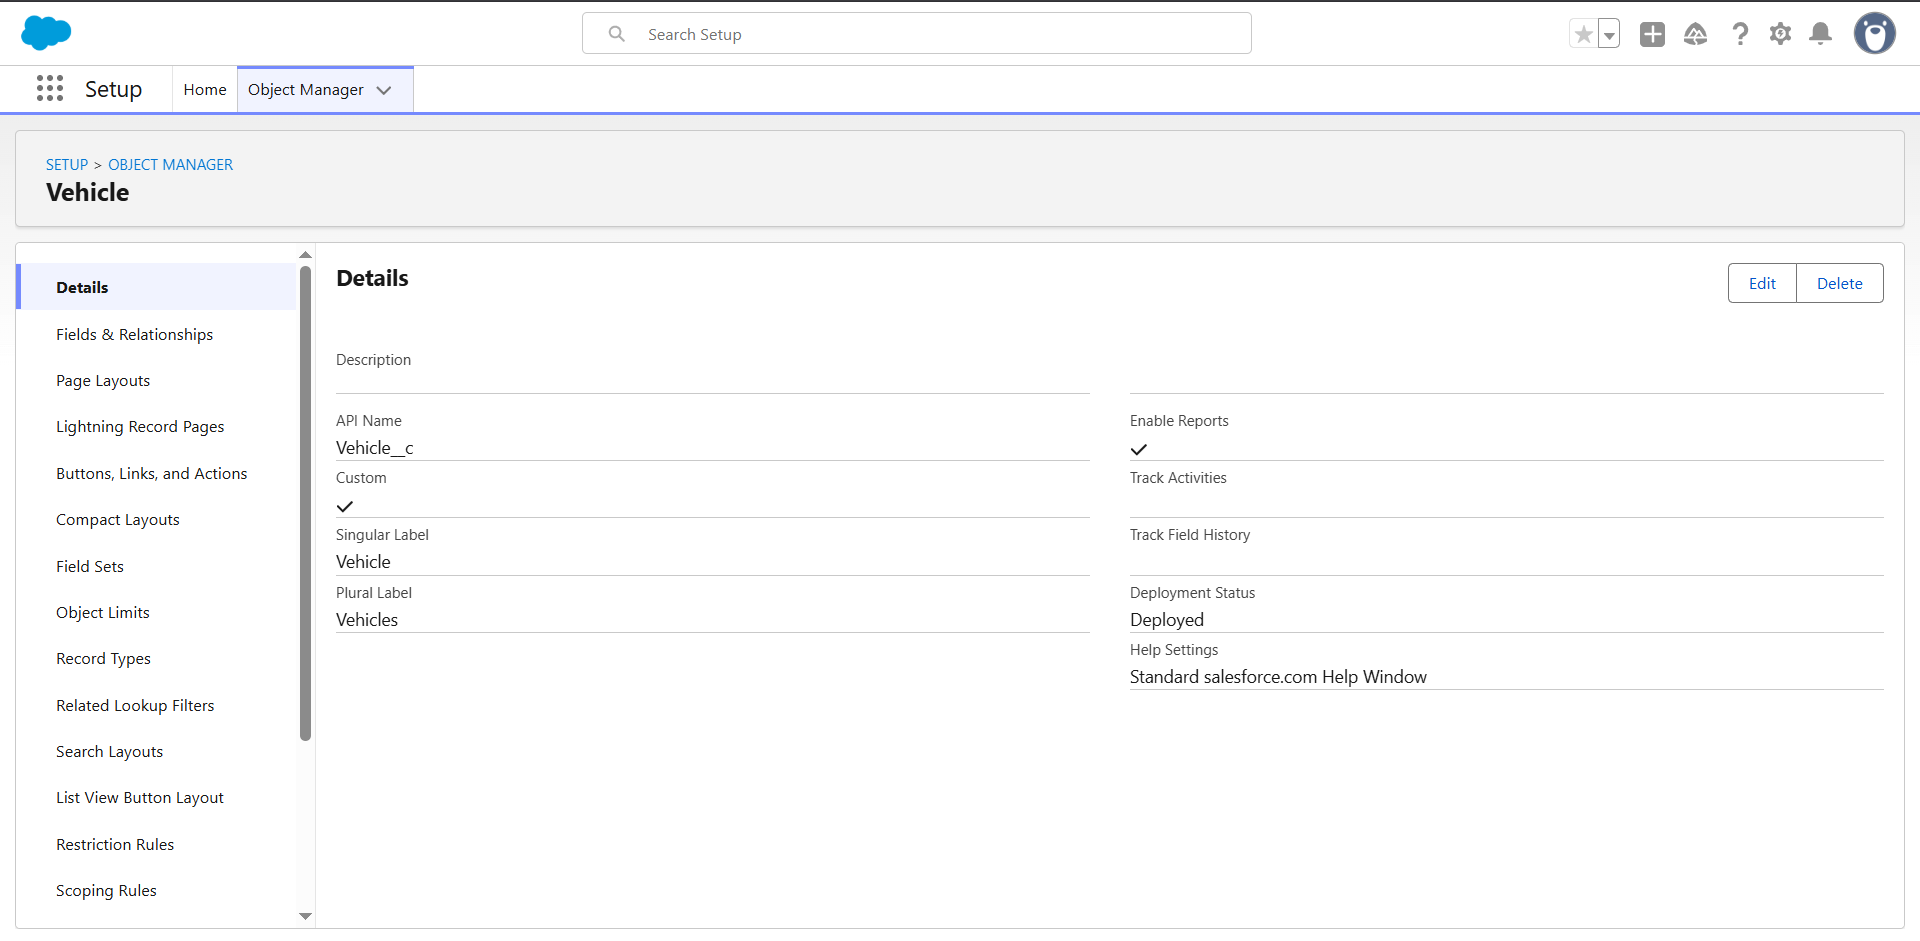 Search Setup
Setup
Home
Object Manager
SETUP > OBJECT MANAGER
Vehicle
Details
Fields & Relationships
Page Layouts
Lightning Record Pages
Buttons, Links, and Actions
Compact Layouts
Field Sets
Object Limits
Record Types
Related Lookup Filters
Search Layouts
List View Button Layout
Restriction Rules
Scoping Rules
Details
Edit
Delete
Description
API Name
Vehicle__c
Custom
Singular Label
Vehicle
Plural Label
Vehicles
Enable Reports
Track Activities
Track Field History
Deployment Status
Deployed
Help Settings
Standard salesforce.com Help Window